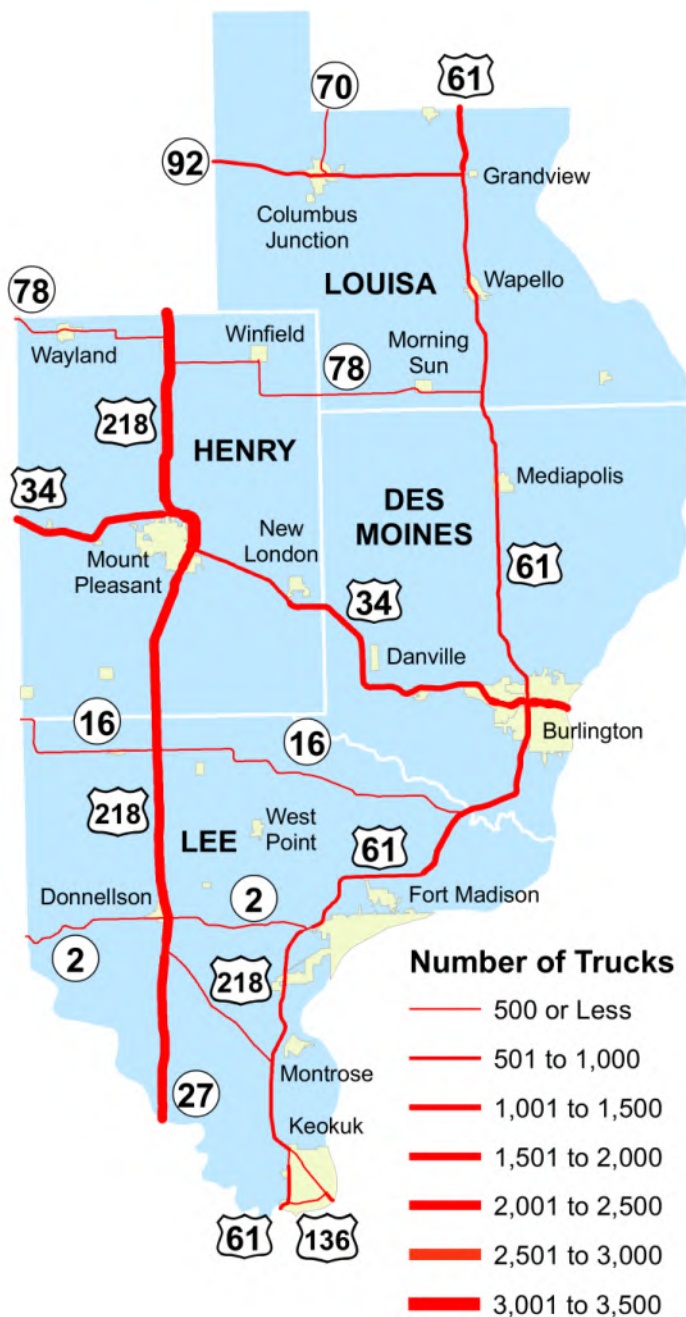 61
70
92
Grandview
Columbus
Junction
LOUISA
Wapello
78
Wayland
Winfield
78
Morning
Sun
218
HENRY
34
Mount
Pleasant
New
London
DES
MOINES
Mediapolis
61
34
Danville
Burlington
16
16
218
LEE
West
Point
61
Donnellson
2
Fort Madison
2
218
27
Montrose
Keokuk
61
136
Number of Trucks
500 or Less
501 to 1,000
1,001 to 1,500
1,501 to 2,000
2,001 to 2,500
2,501 to 3,000
3,001 to 3,500